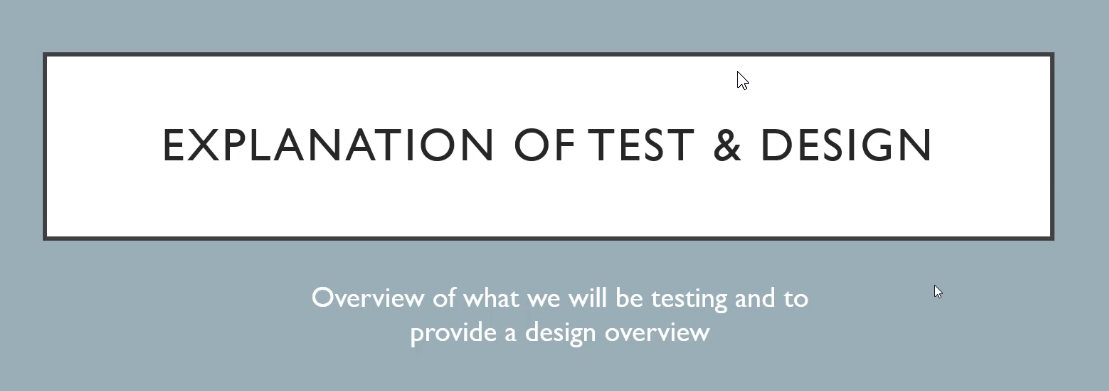 EXPLANATION OF TEST & DESIGN
Overview of what we will be testing and to
provide a design overview